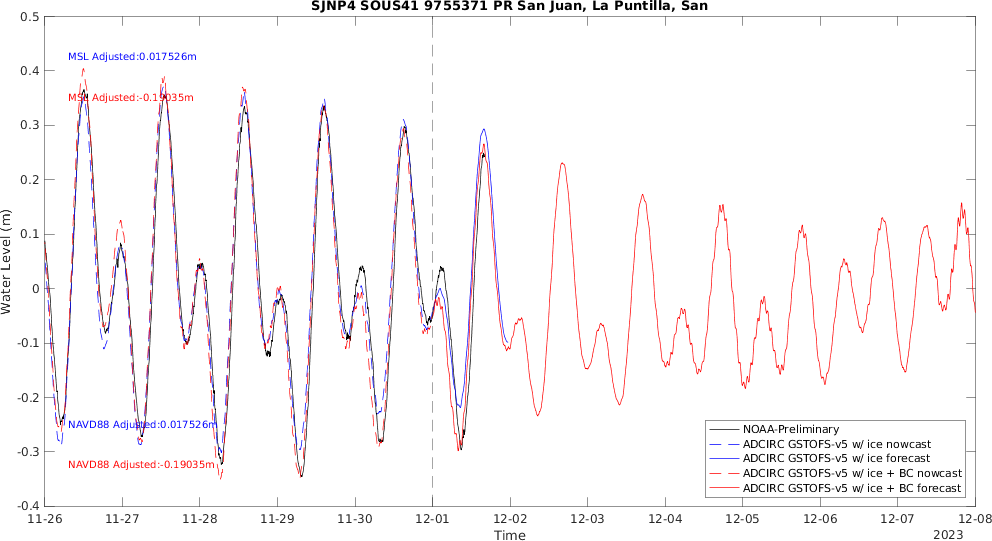 SJNP4 SOUS41 9755371 PR San Juan, La Puntilla, San
0.5
0.4
0.3
0.2
0.1
0
-0.1
-0.2
-0.3
-0.4
Water Level (m)
MSL Adjusted:0.017526m
MSL Adjusted:-0.19035m
NAVD88 Adjusted:0.017526m
NAVD88 Adjusted:-0.19035m
NOAA-Preliminary
ADCIRC GSTOFS-v5 w/ ice nowcast
ADCIRC GSTOFS-v5 w/ ice forecast
ADCIRC GSTOFS-v5 w/ ice + BC nowcast
ADCIRC GSTOFS-v5 w/ ice + BC forecast
11-26 11-27 11-28 11-29 11-30 12-01 12-02 12-03 12-04 12-05 12-06 12-07 12-08
Time
2023